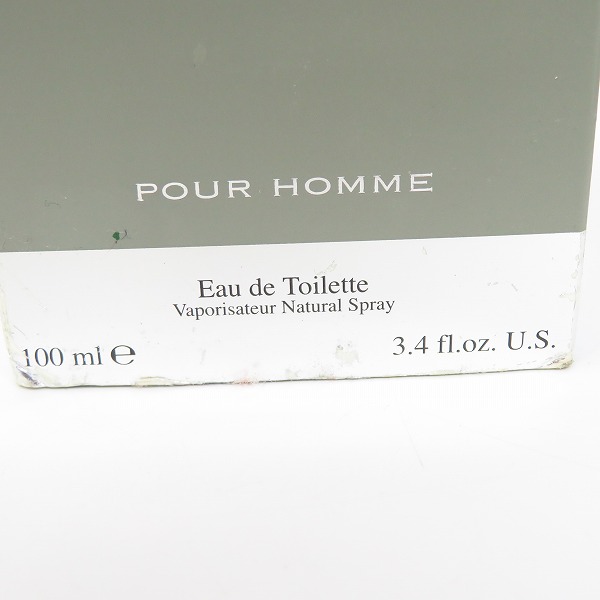 POUR HOMME
Eau de Toilette
Vaporisateur Natural Spray
100 ml ℮
3.4 fl.oz. U.S.